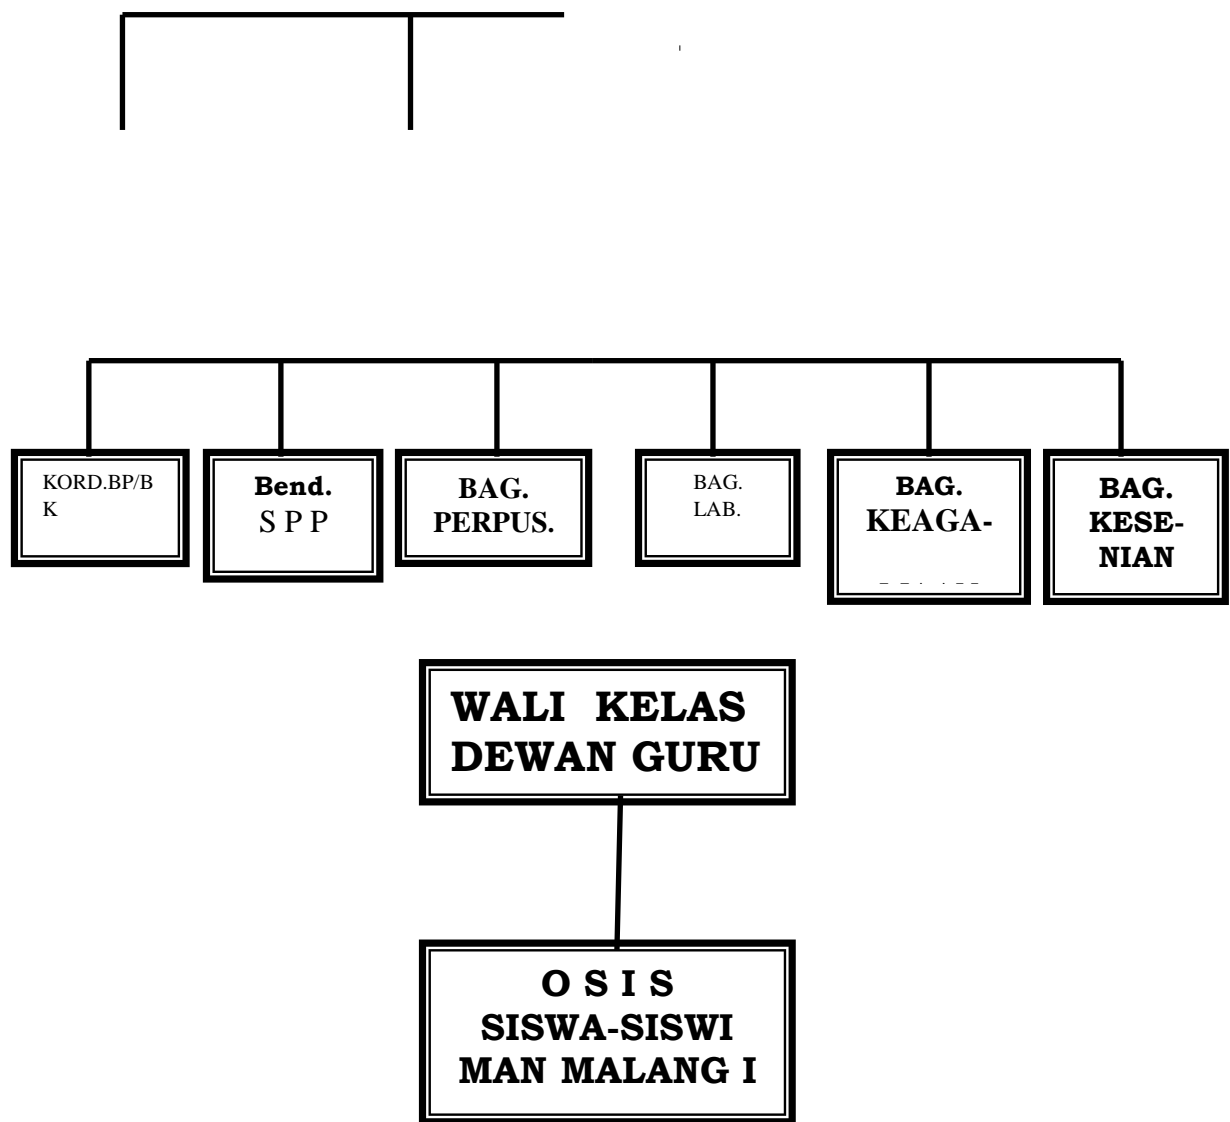 KORD.BP/B
K
Bend.
S P P
BAG.
PERPUS.
BAG.
LAB.
BAG.
KEAGA-
BAG.
KESE-
NIAN
WALI KELAS
DEWAN GURU
O S I S
SISWA-SISWI
MAN MALANG I